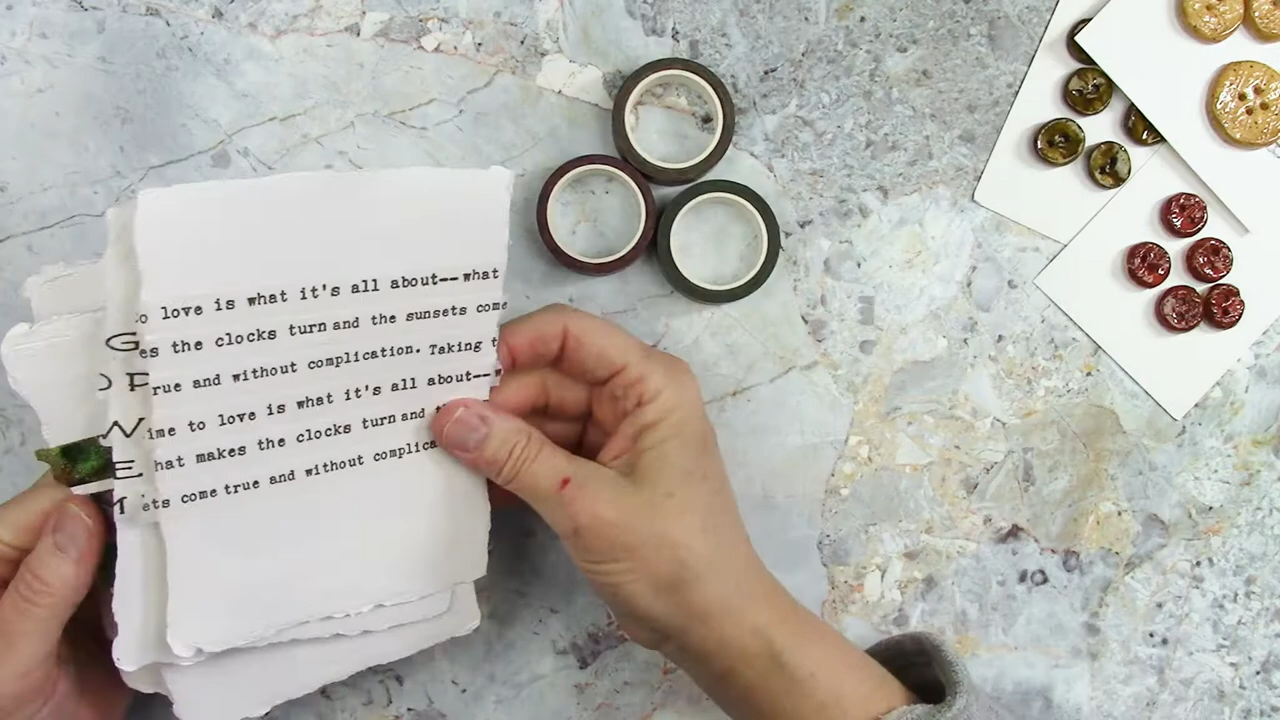 o love is what it's all about--what
es the clocks turn and the sunsets come
rue and without complication. Taking t
ime to love is what it's all about--w
hat makes the clocks turn and t
ets come true and without complica
G
P
W
E
M